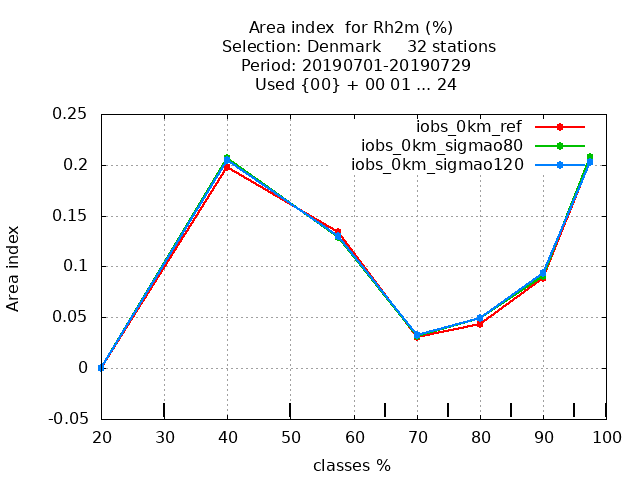 Area index  for Rh2m (%)
Selection: Denmark     32 stations
Period: 20190701-20190729
Used {00} + 00 01 ... 24
iobs_0km_ref
iobs_0km_sigmao80
iobs_0km_sigmao120
Area index
0.25
0.2
0.15
0.1
0.05
0
-0.05
20 30 40 50 60 70 80 90 100
classes %